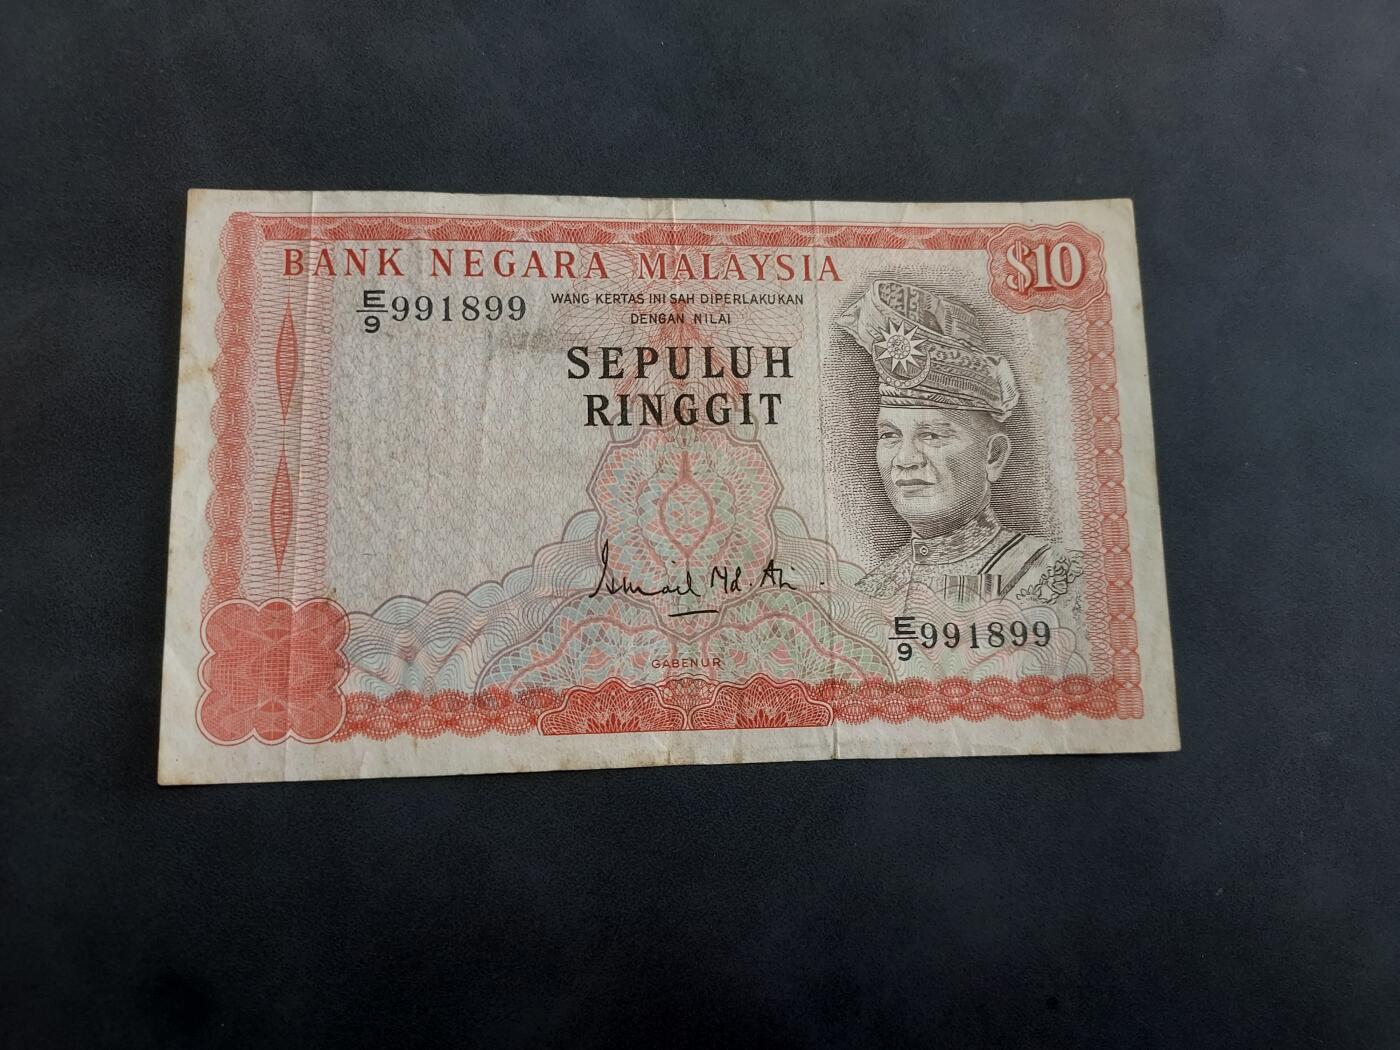 BANK NEGARA MALAYSIA
$10
E/9 991899
WANG KERTAS INI SAH DIPERLAKUKAN
DENGAN NILAI
SEPULUH
RINGGIT
Ismail Md. Ali
GABENUR
E/9 991899